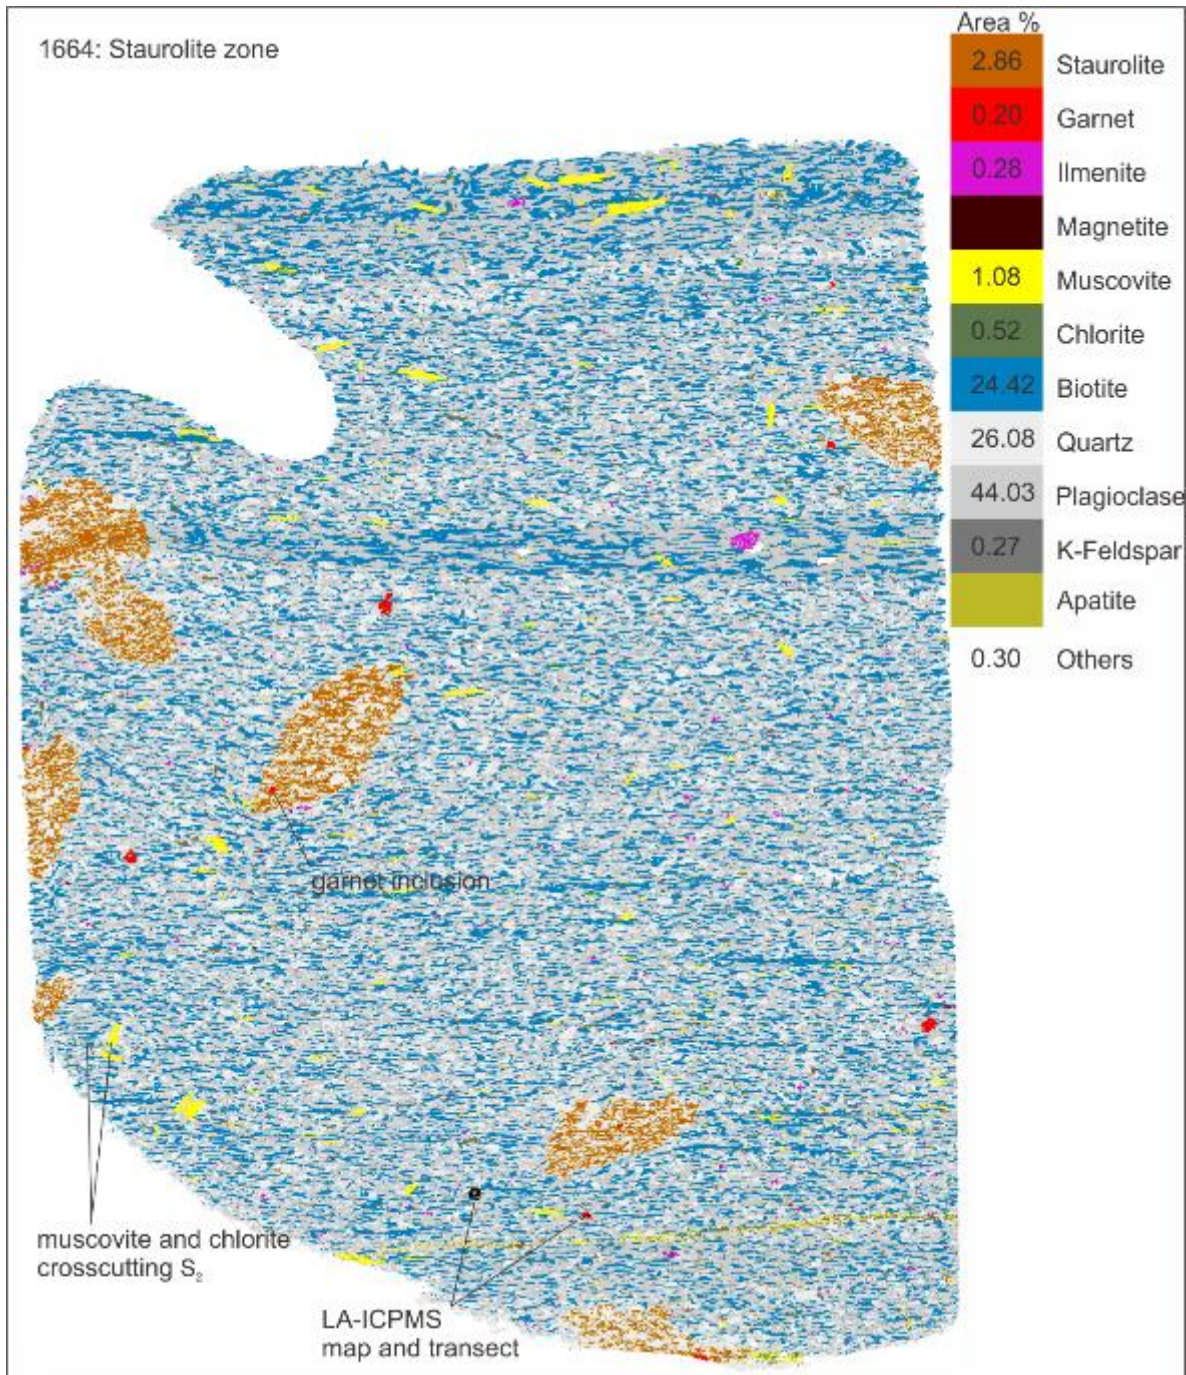 1664: Staurolite zone
Area %
2.86 Staurolite
0.20 Garnet
0.28 Ilmenite
Magnetite
1.08 Muscovite
0.52 Chlorite
24.42 Biotite
26.08 Quartz
44.03 Plagioclase
0.27 K-Feldspar
Apatite
0.30 Others
garnet inclusion
muscovite and chlorite
crosscutting S₂
LA-ICPMS
map and transect